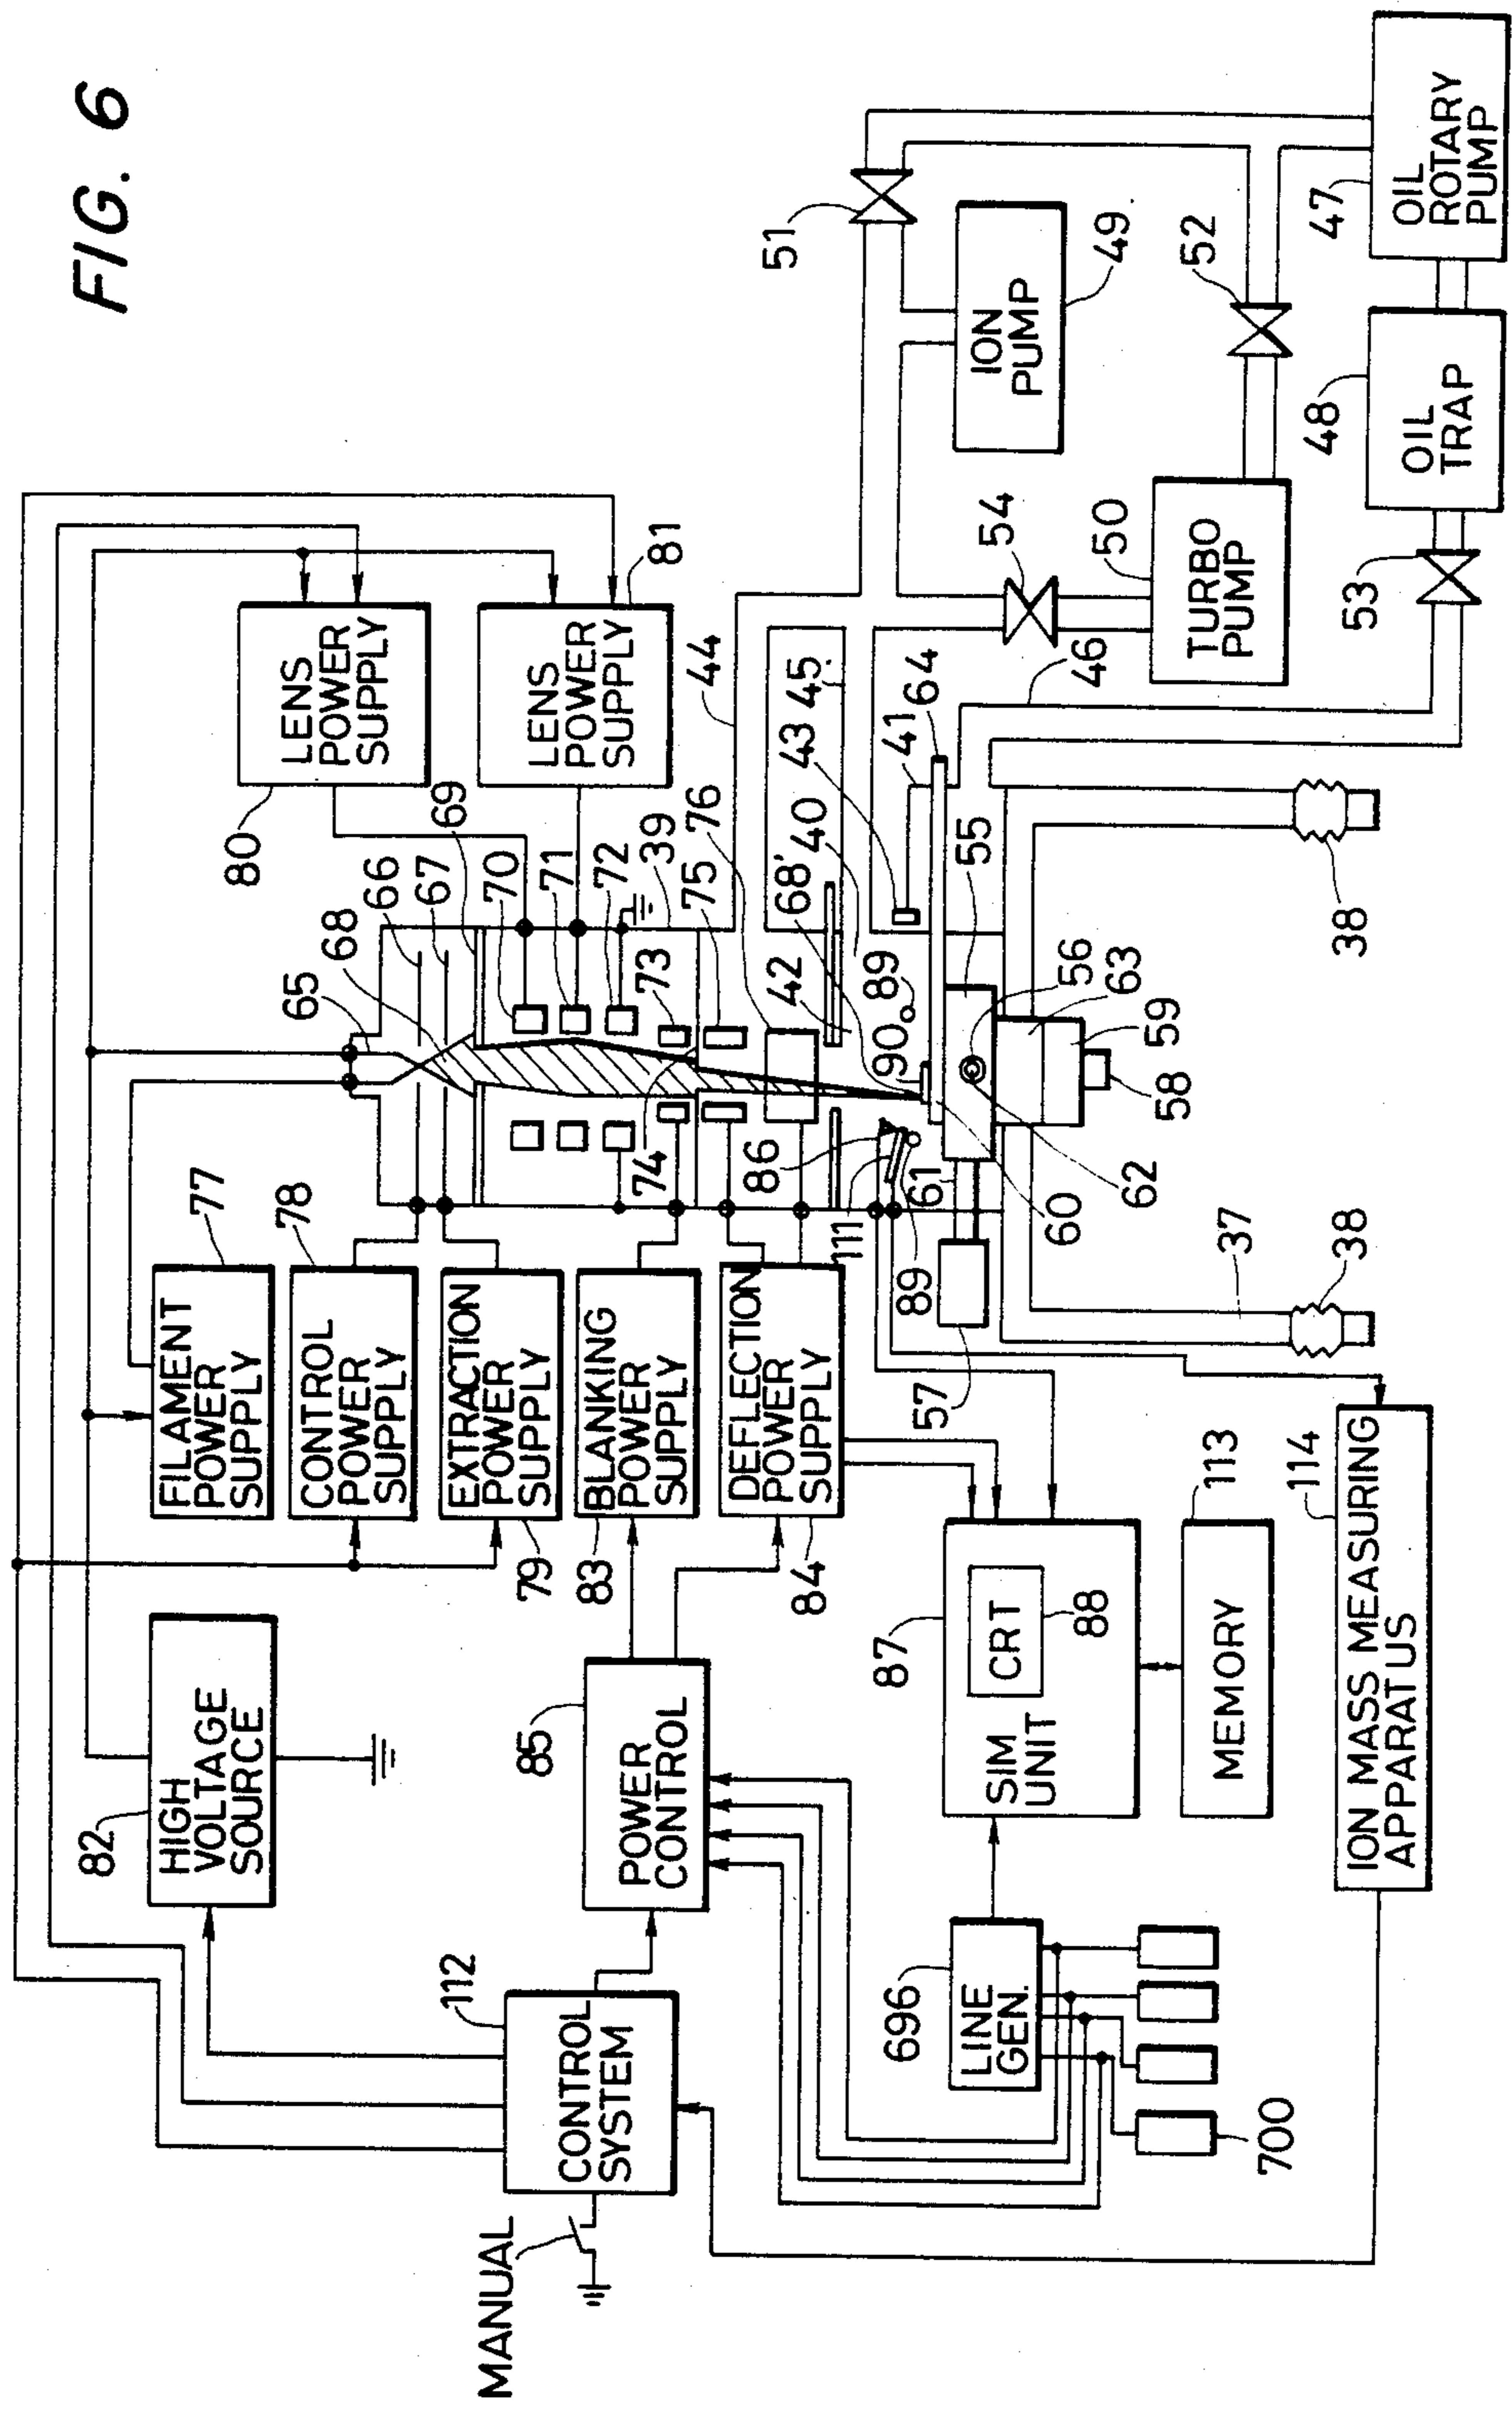 FIG. 6
82
HIGH
VOLTAGE
SOURCE
FILAMENT
POWER
SUPPLY
77
CONTROL
POWER
SUPPLY
78
EXTRACTION
POWER
SUPPLY
79
BLANKING
POWER
SUPPLY
83
DEFLECTION
POWER
SUPPLY
84
112
CONTROL
SYSTEM
MANUAL
85
POWER
CONTROL
65
68
66
67
69
70
71
72
39
73
74
75
76
80
LENS
POWER
SUPPLY
LENS
POWER
SUPPLY
81
44
45
42
68'
40
43
41
64
86
111
89
90
89
61
57
60
62
55
56
63
59
58
37
38
38
46
51
ION
PUMP
49
54
50
TURBO
PUMP
52
53
48
OIL
TRAP
47
OIL
ROTARY
PUMP
696
LINE
GEN.
700
87
SIM
UNIT
CRT
88
MEMORY
113
ION MASS MEASURING
APPARATUS
114